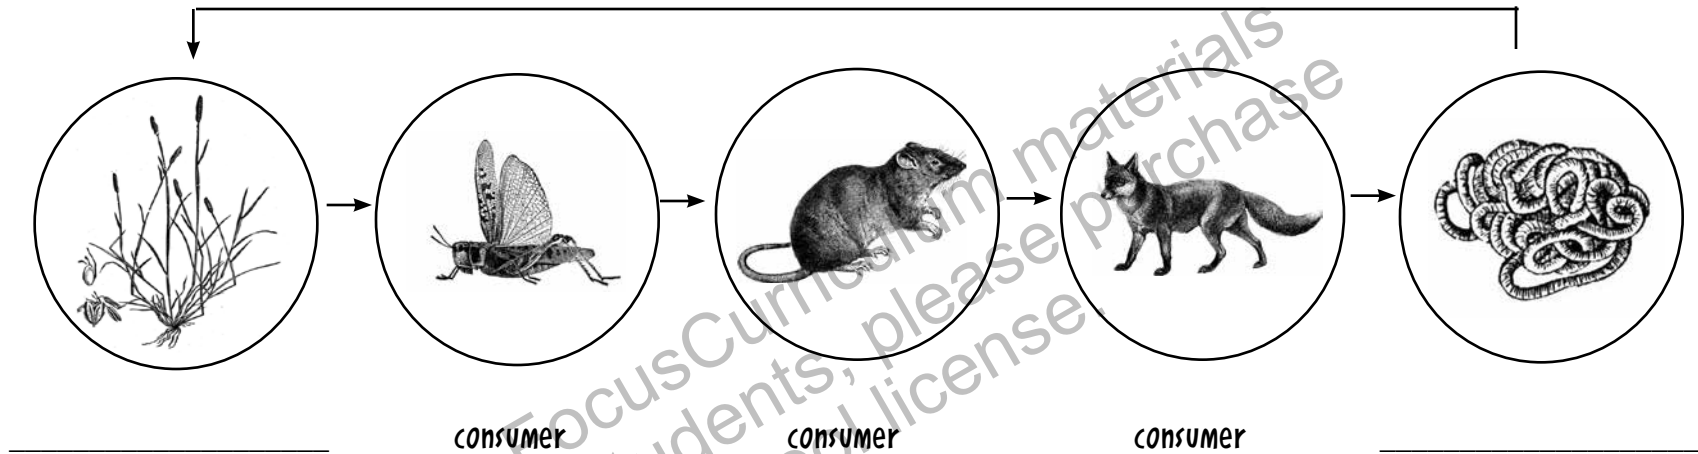 FocusCurriculum materials
students, please purchase
license.
consumer
consumer
consumer